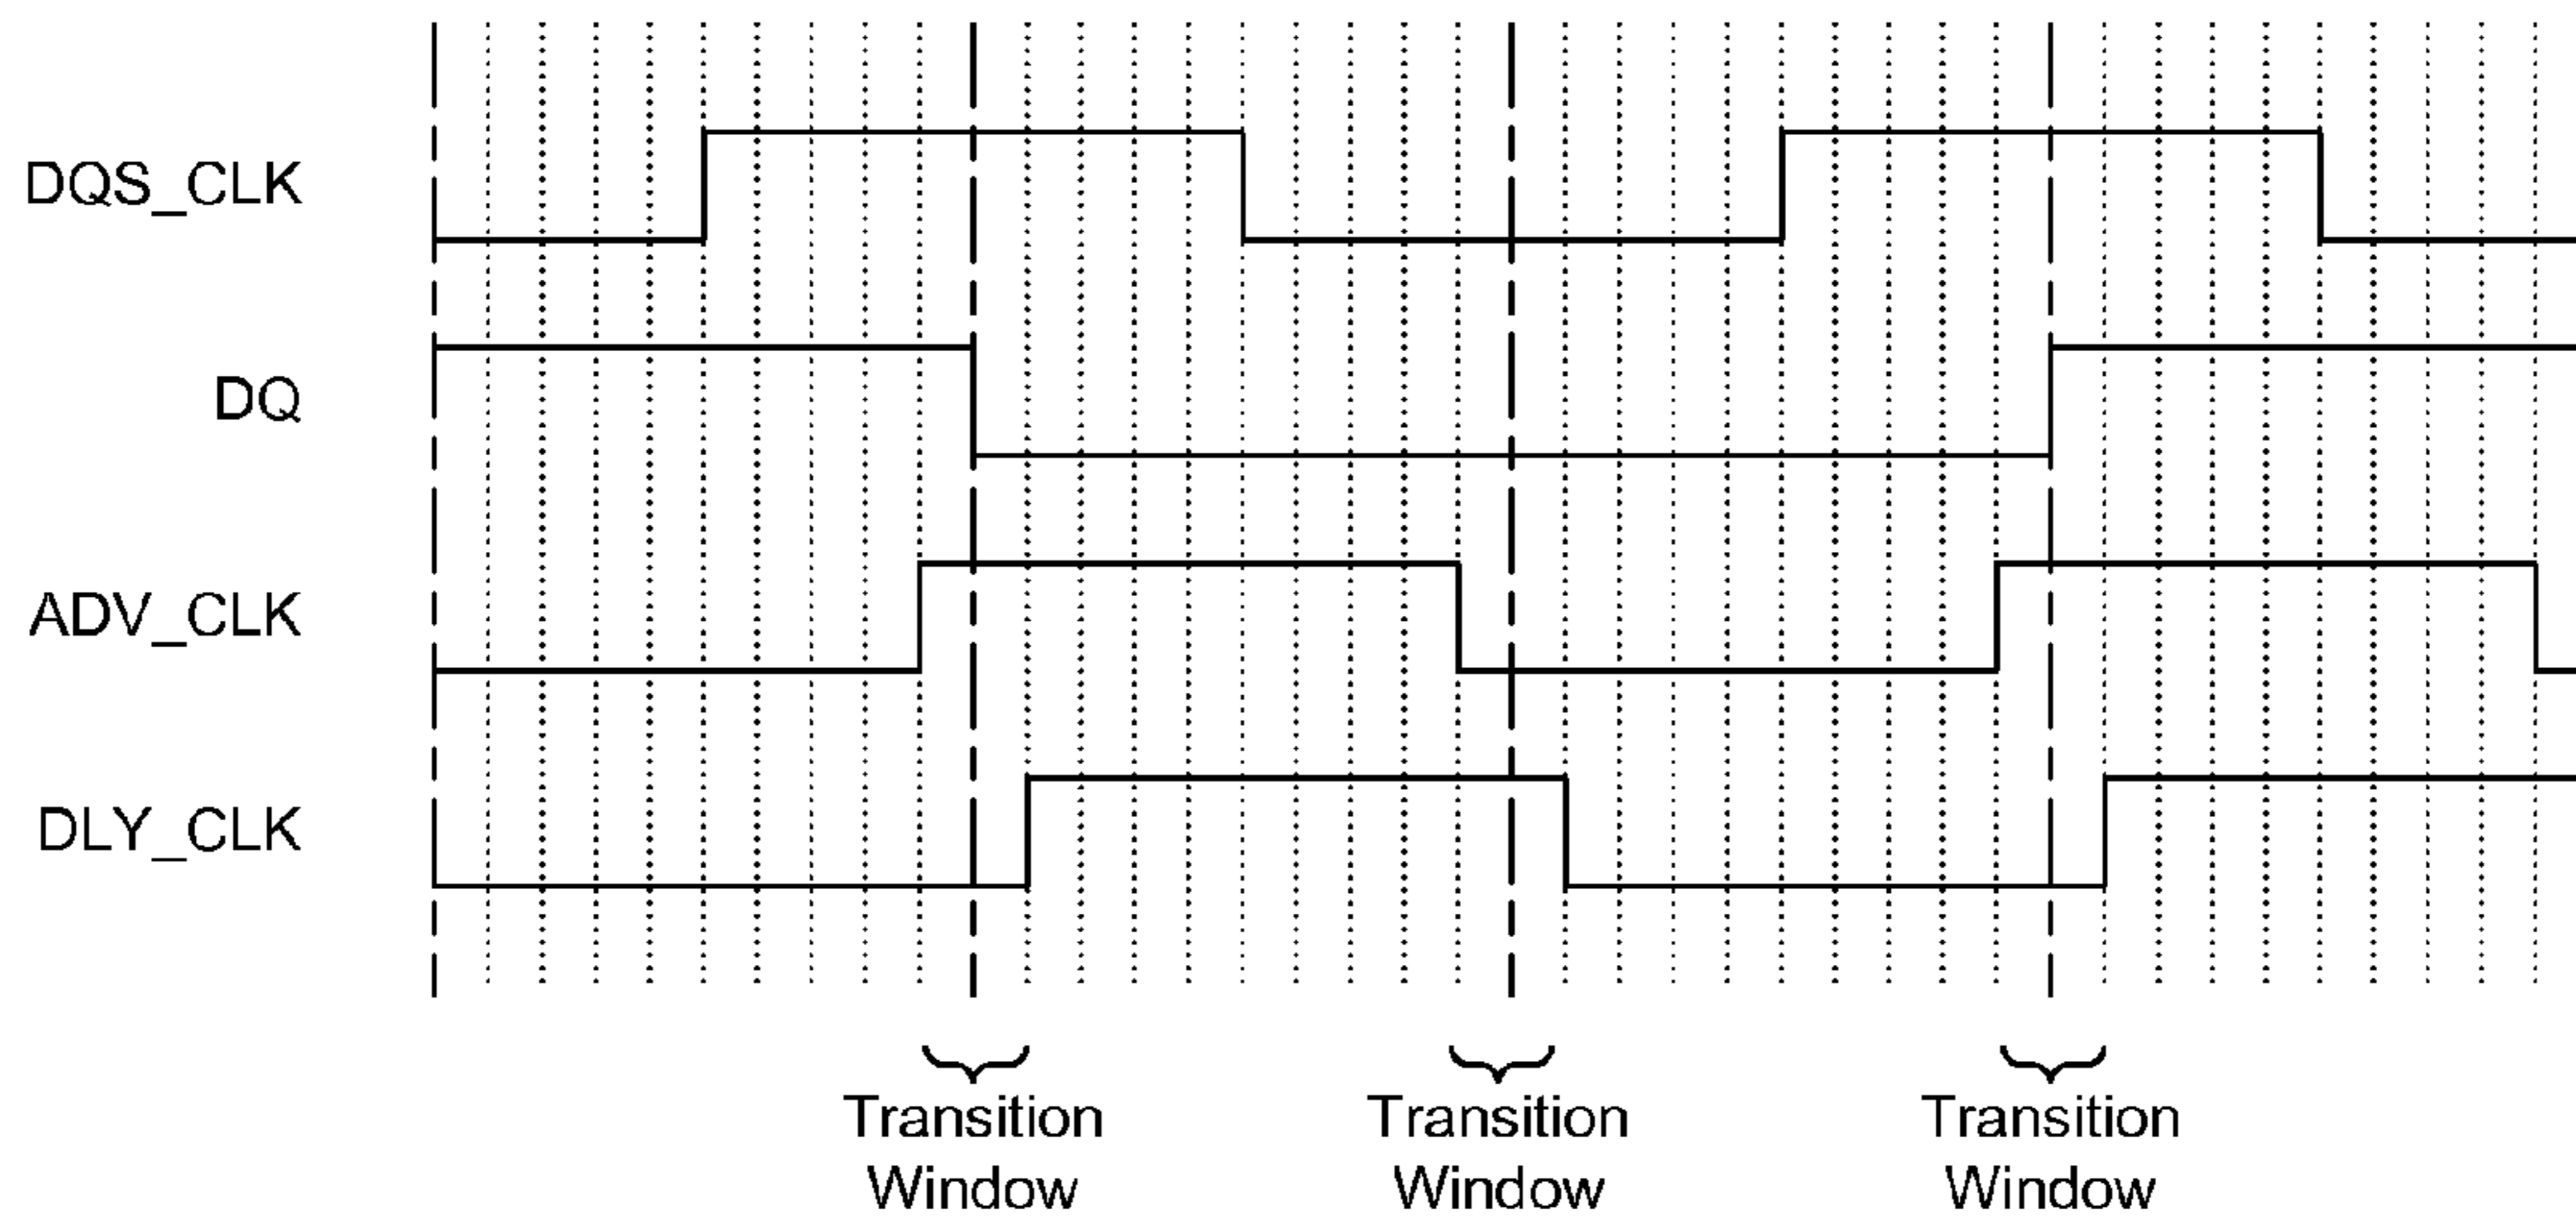 DQS_CLK
DQ
ADV_CLK
DLY_CLK
Transition
Window
Transition
Window
Transition
Window